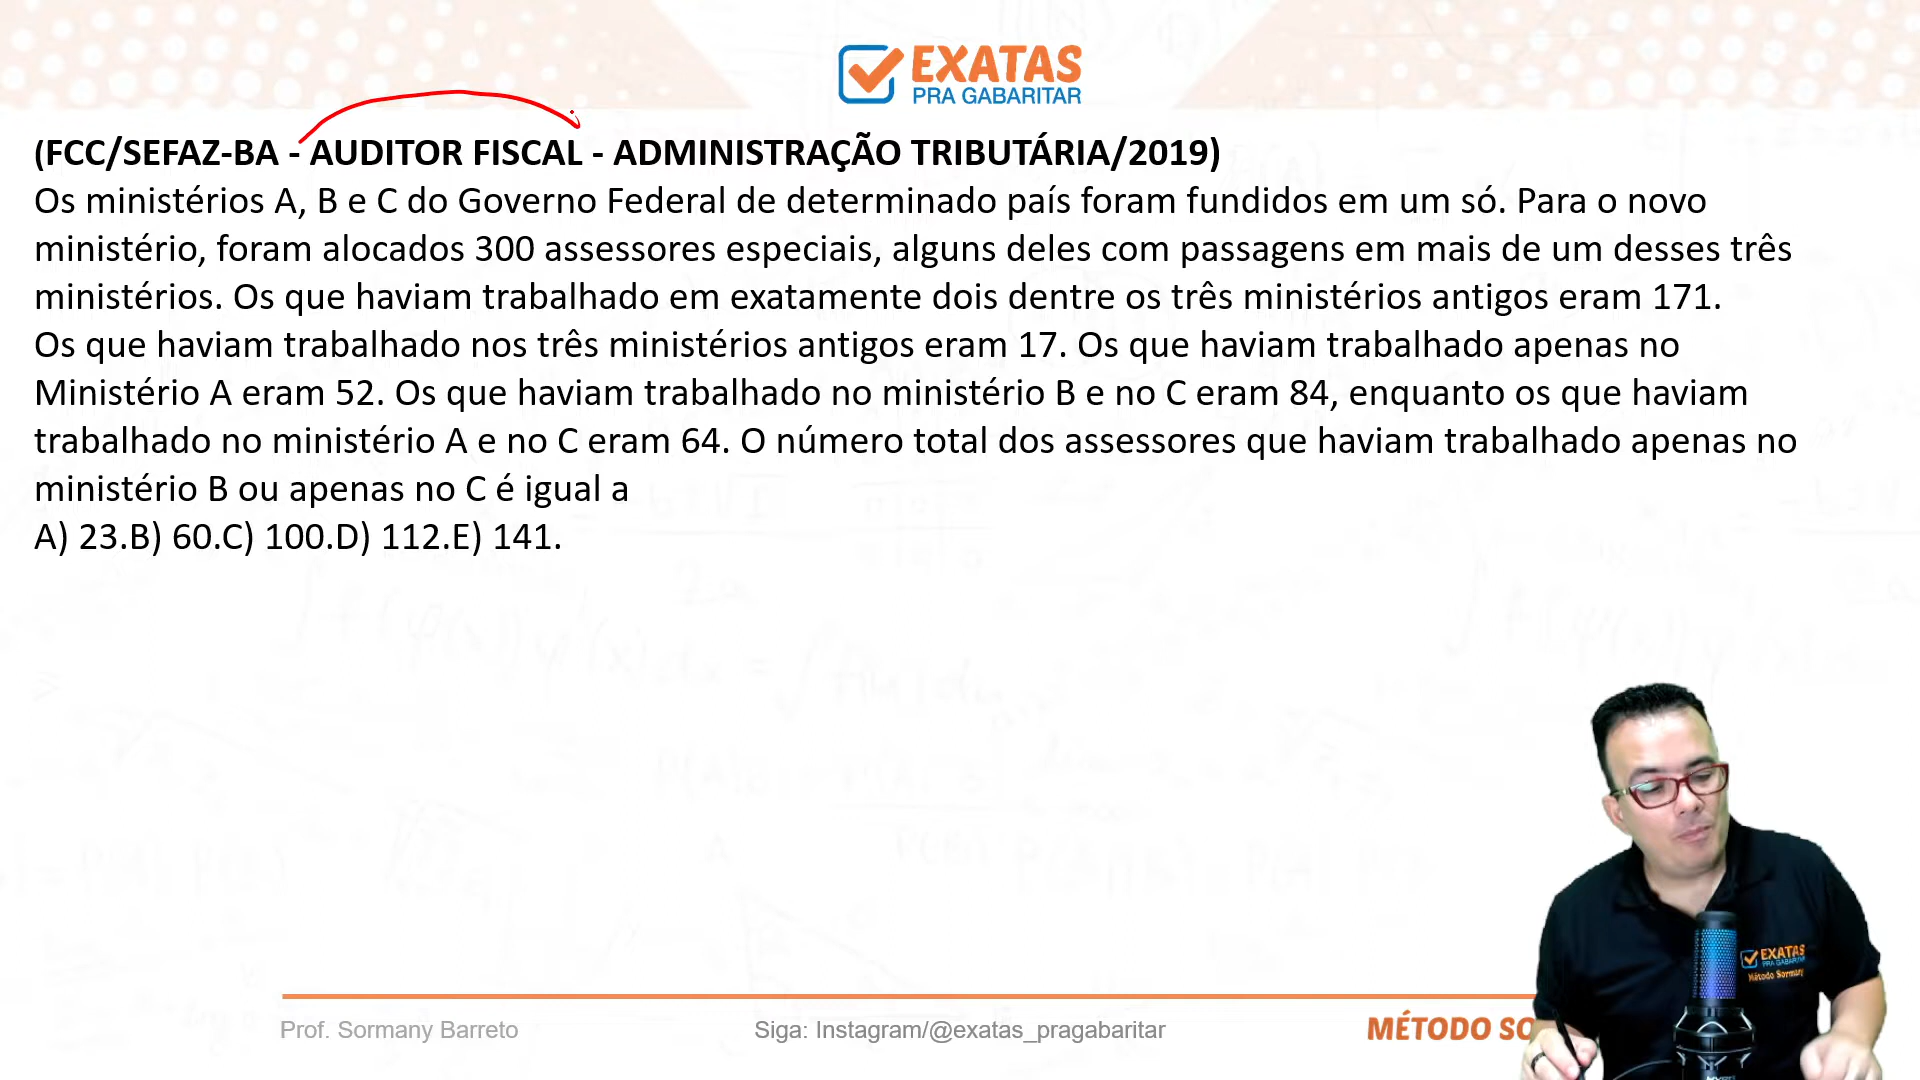 EXATAS
PRA GABARITAR
(FCC/SEFAZ-BA - AUDITOR FISCAL - ADMINISTRAÇÃO TRIBUTÁRIA/2019)
Os ministérios A, B e C do Governo Federal de determinado país foram fundidos em um só. Para o novo
ministério, foram alocados 300 assessores especiais, alguns deles com passagens em mais de um desses três
ministérios. Os que haviam trabalhado em exatamente dois dentre os três ministérios antigos eram 171.
Os que haviam trabalhado nos três ministérios antigos eram 17. Os que haviam trabalhado apenas no
Ministério A eram 52. Os que haviam trabalhado no ministério B e no C eram 84, enquanto os que haviam
trabalhado no ministério A e no C eram 64. O número total dos assessores que haviam trabalhado apenas no
ministério B ou apenas no C é igual a
A) 23.B) 60.C) 100.D) 112.E) 141.
EXATAS
PRA GABARITAR
Método Sormany
Prof. Sormany Barreto
Siga: Instagram/@exatas_pragabaritar
MÉTODO SO